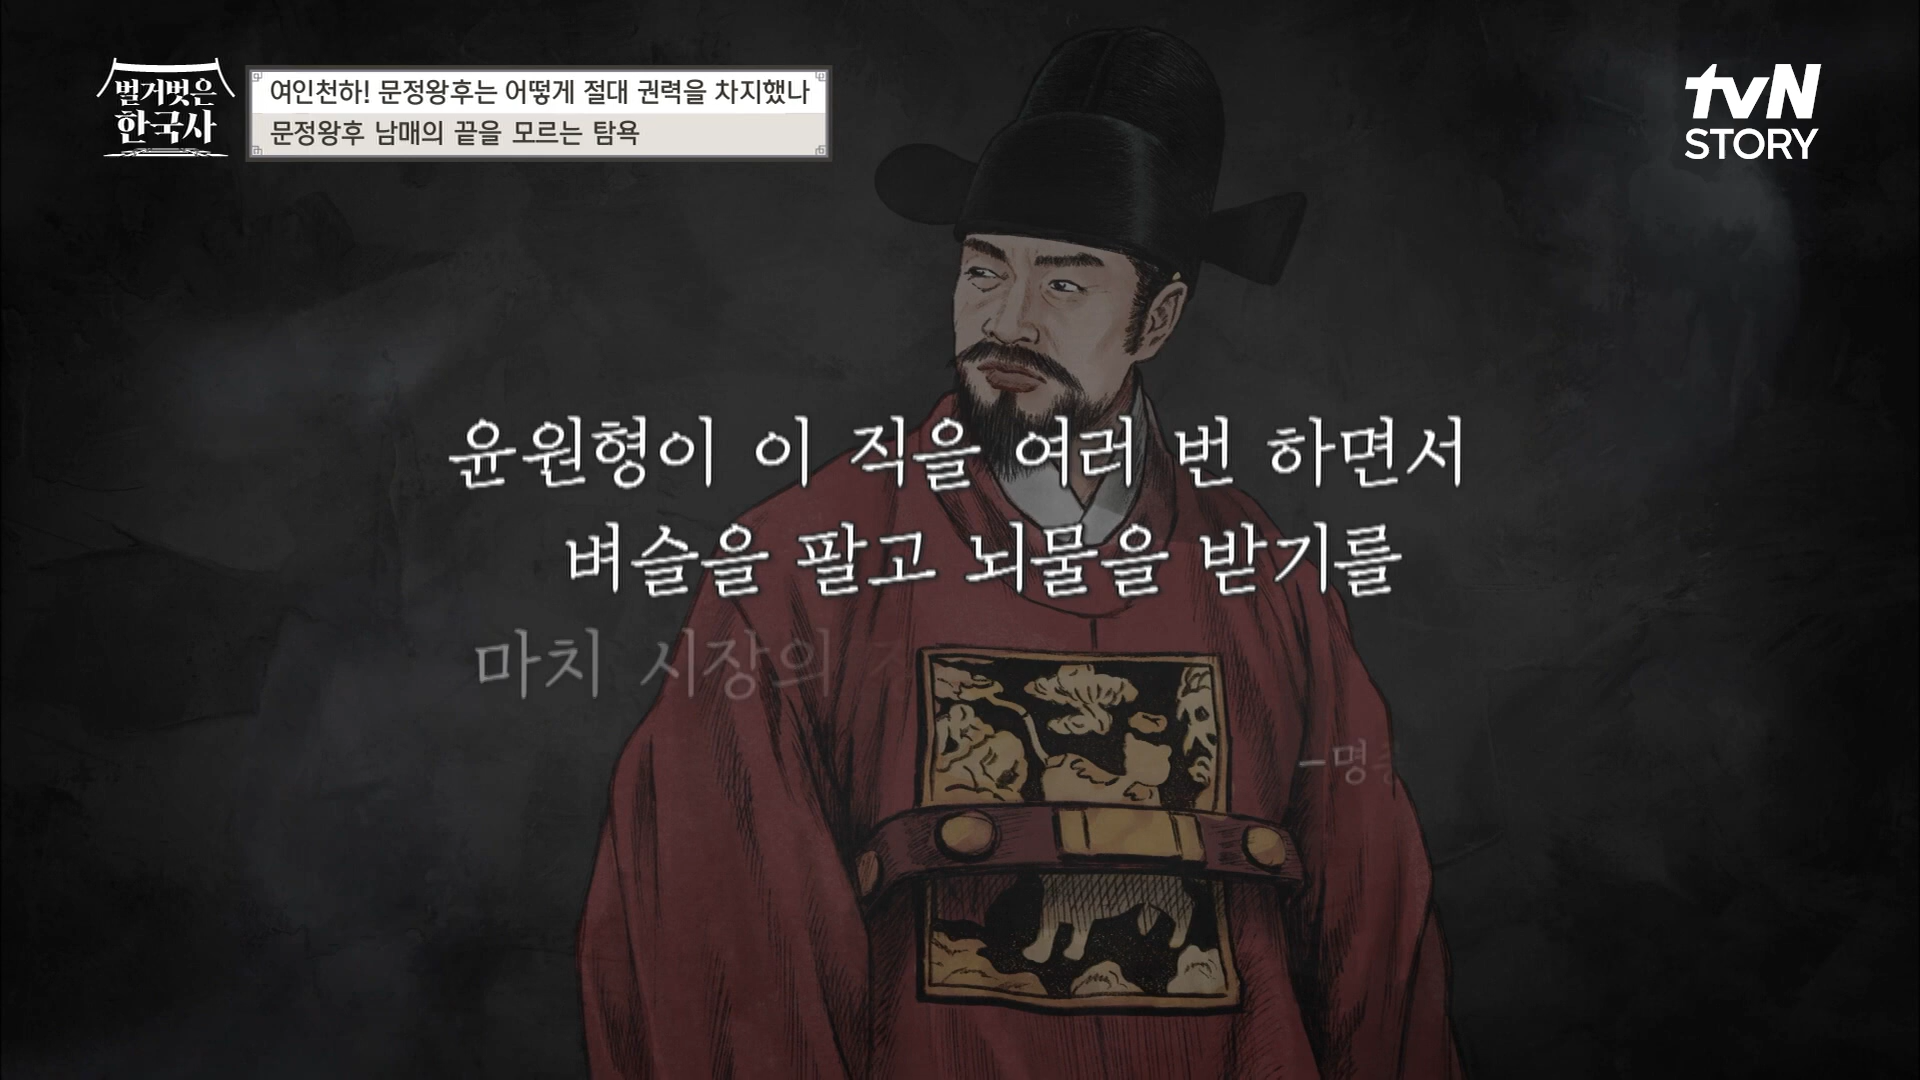 벌거벗은
한국사
여인천하! 문정왕후는 어떻게 절대 권력을 차지했나
문정왕후 남매의 끝을 모르는 탐욕
tvN
STORY
윤원형이 이 직을 여러 번 하면서
벼슬을 팔고 뇌물을 받기를
마치 시장의
-명